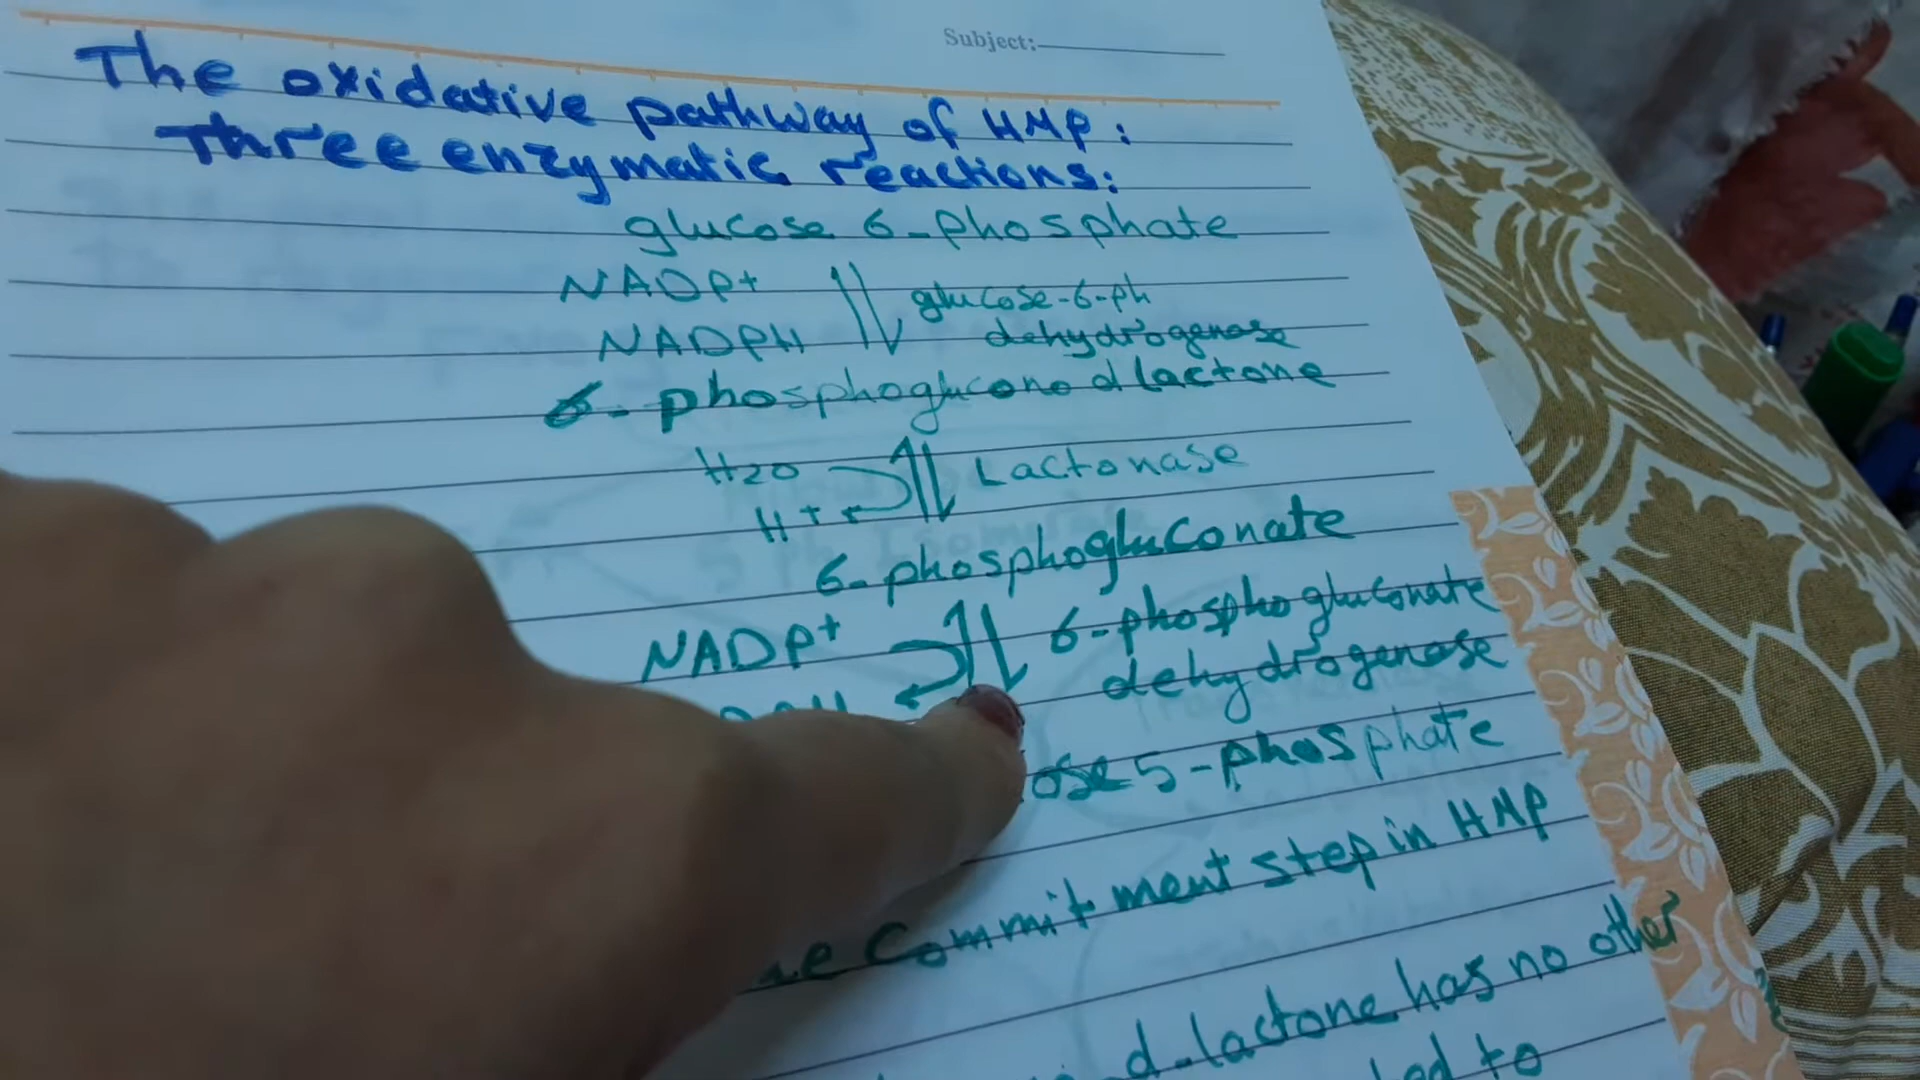 Subject:
The oxidative pathway of HMP:
Three enzymatic reactions:
glucose 6-phosphate
NADP+ glucose-6-ph
NADPH dehydrogenase
6-phosphoglucono d lactone
H2O Lactonase
H+
6-phosphogluconate
NADP+ 6-phosphogluconate
dehydrogenase
5-phosphate
commitment step in HMP
d-lactone has no other
to